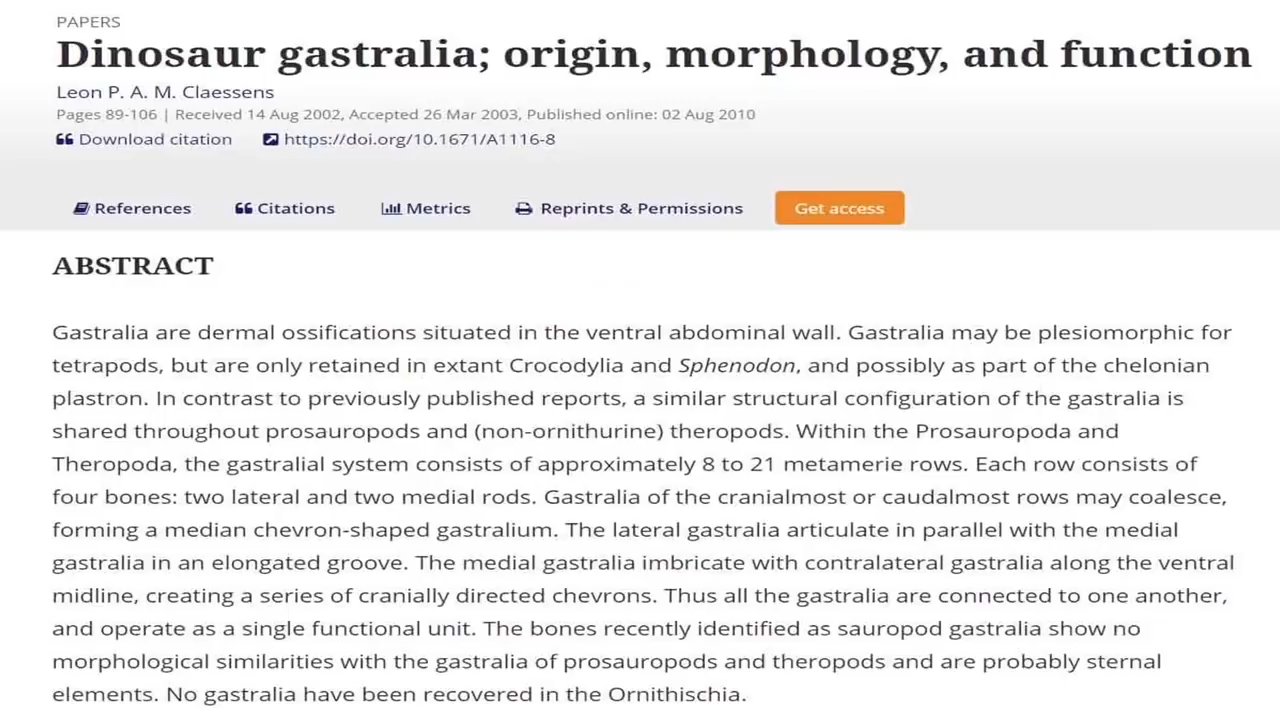 PAPERS
Dinosaur gastralia; origin, morphology, and function
Leon P. A. M. Claessens
Pages 89-106 | Received 14 Aug 2002, Accepted 26 Mar 2003, Published online: 02 Aug 2010
Download citation https://doi.org/10.1671/A1116-8
References Citations Metrics Reprints & Permissions Get access
ABSTRACT
Gastralia are dermal ossifications situated in the ventral abdominal wall. Gastralia may be plesiomorphic for
tetrapods, but are only retained in extant Crocodylia and Sphenodon, and possibly as part of the chelonian
plastron. In contrast to previously published reports, a similar structural configuration of the gastralia is
shared throughout prosauropods and (non-ornithurine) theropods. Within the Prosauropoda and
Theropoda, the gastralial system consists of approximately 8 to 21 metamerie rows. Each row consists of
four bones: two lateral and two medial rods. Gastralia of the cranialmost or caudalmost rows may coalesce,
forming a median chevron-shaped gastralium. The lateral gastralia articulate in parallel with the medial
gastralia in an elongated groove. The medial gastralia imbricate with contralateral gastralia along the ventral
midline, creating a series of cranially directed chevrons. Thus all the gastralia are connected to one another,
and operate as a single functional unit. The bones recently identified as sauropod gastralia show no
morphological similarities with the gastralia of prosauropods and theropods and are probably sternal
elements. No gastralia have been recovered in the Ornithischia.